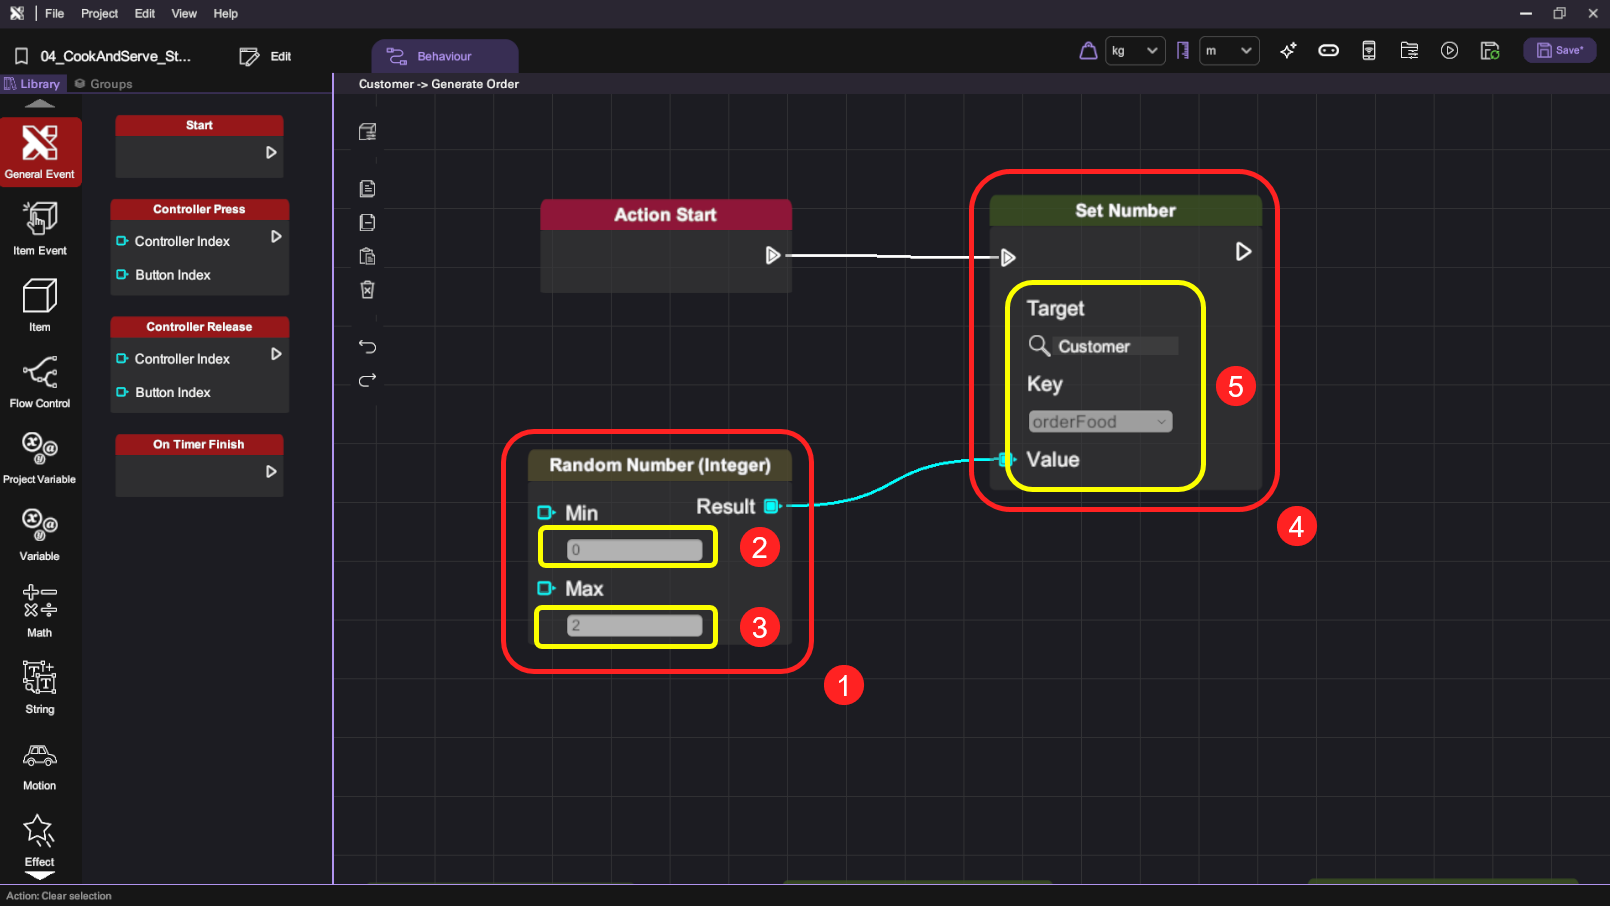 File Project Edit View Help
04_CookAndServe_St... Edit Behaviour kg m Save*
Library Groups Customer -> Generate Order
General Event
Item Event
Item
Flow Control
Project Variable
Variable
Math
String
Motion
Effect
Start
Controller Press
Controller Index
Button Index
Controller Release
Controller Index
Button Index
On Timer Finish
Action Start
Set Number
Target
Customer
Key
orderFood
Value
5
4
Random Number (Integer)
Min Result
0
2
Max
2
3
1
Action: Clear selection